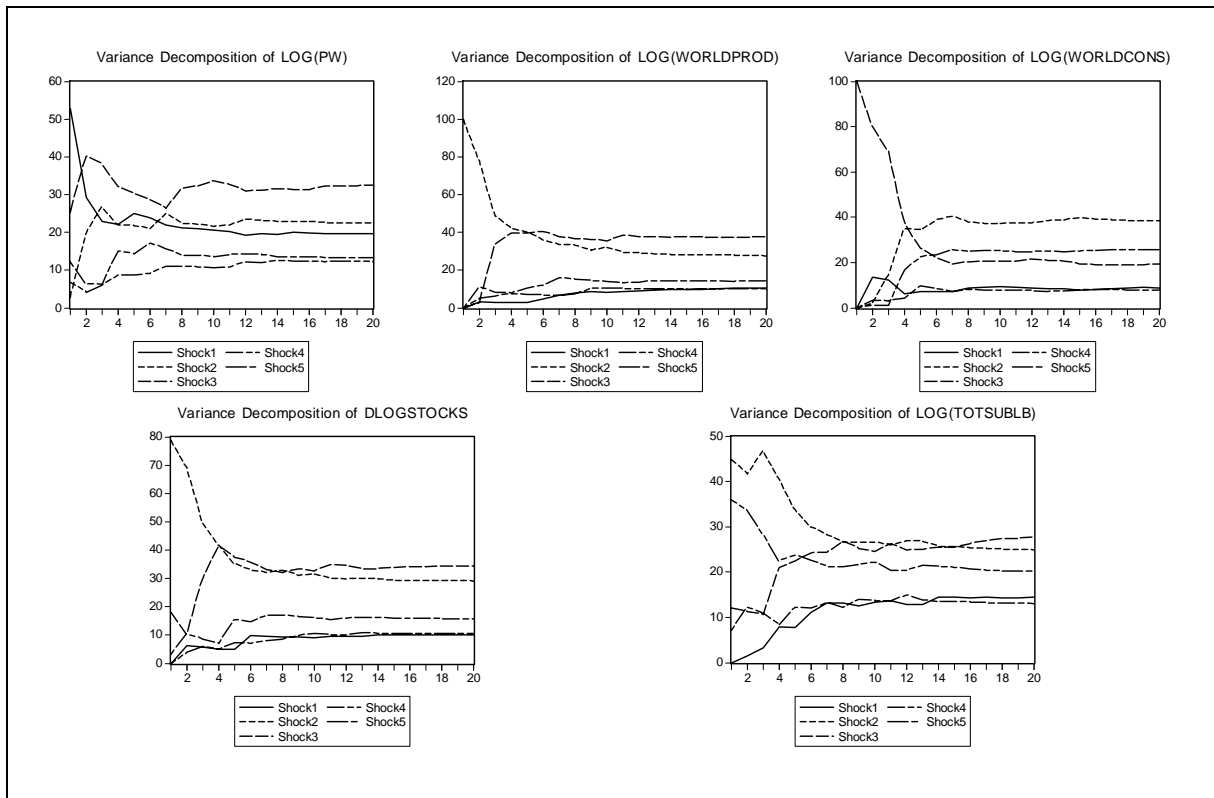 Variance Decomposition of LOG(PW)
60
50
40
30
20
10
0
2 4 6 8 10 12 14 16 18 20
Shock1 Shock4
Shock2 Shock5
Shock3
Variance Decomposition of LOG(WORLDPROD)
120
100
80
60
40
20
0
2 4 6 8 10 12 14 16 18 20
Shock1 Shock4
Shock2 Shock5
Shock3
Variance Decomposition of LOG(WORLDCONS)
100
80
60
40
20
0
2 4 6 8 10 12 14 16 18 20
Shock1 Shock4
Shock2 Shock5
Shock3
Variance Decomposition of DLOGSTOCKS
80
70
60
50
40
30
20
10
0
2 4 6 8 10 12 14 16 18 20
Shock1 Shock4
Shock2 Shock5
Shock3
Variance Decomposition of LOG(TOTSUBLB)
50
40
30
20
10
0
2 4 6 8 10 12 14 16 18 20
Shock1 Shock4
Shock2 Shock5
Shock3